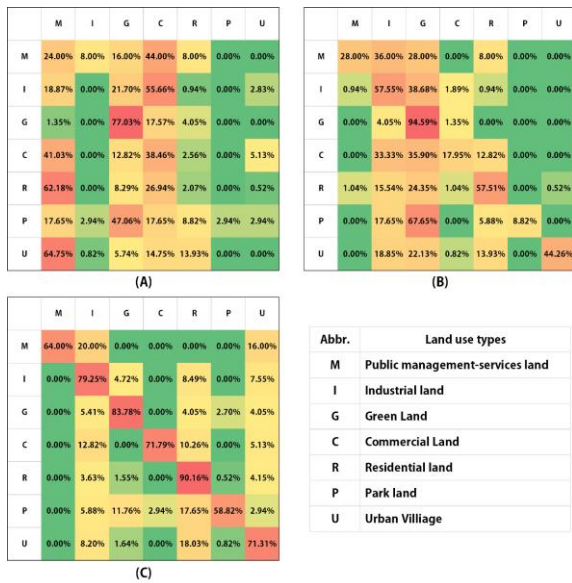 M I G C R P U
M 24.00% 8.00% 16.00% 44.00% 8.00% 0.00% 0.00%
I 18.87% 0.00% 21.70% 55.66% 0.94% 0.00% 2.83%
G 1.35% 0.00% 77.03% 17.57% 4.05% 0.00% 0.00%
C 41.03% 0.00% 12.82% 38.46% 2.56% 0.00% 5.13%
R 62.18% 0.00% 8.29% 26.94% 2.07% 0.00% 0.52%
P 17.65% 2.94% 47.06% 17.65% 8.82% 2.94% 2.94%
U 64.75% 0.82% 5.74% 14.75% 13.93% 0.00% 0.00%
(A)
M I G C R P U
M 28.00% 36.00% 28.00% 0.00% 8.00% 0.00% 0.00%
I 0.94% 57.55% 38.68% 1.89% 0.94% 0.00% 0.00%
G 0.00% 4.05% 94.59% 1.35% 0.00% 0.00% 0.00%
C 0.00% 33.33% 35.90% 17.95% 12.82% 0.00% 0.00%
R 1.04% 15.54% 24.35% 1.04% 57.51% 0.00% 0.52%
P 0.00% 17.65% 67.65% 0.00% 5.88% 8.82% 0.00%
U 0.00% 18.85% 22.13% 0.82% 13.93% 0.00% 44.26%
(B)
M I G C R P U
M 64.00% 20.00% 0.00% 0.00% 0.00% 0.00% 16.00%
I 0.00% 79.25% 4.72% 0.00% 8.49% 0.00% 7.55%
G 0.00% 5.41% 83.78% 0.00% 4.05% 2.70% 4.05%
C 0.00% 12.82% 0.00% 71.79% 10.26% 0.00% 5.13%
R 0.00% 3.63% 1.55% 0.00% 90.16% 0.52% 4.15%
P 0.00% 5.88% 11.76% 2.94% 17.65% 58.82% 2.94%
U 0.00% 8.20% 1.64% 0.00% 18.03% 0.82% 71.31%
(C)
Abbr. Land use types
M Public management-services land
I Industrial land
G Green Land
C Commercial Land
R Residential land
P Park land
U Urban Villiage